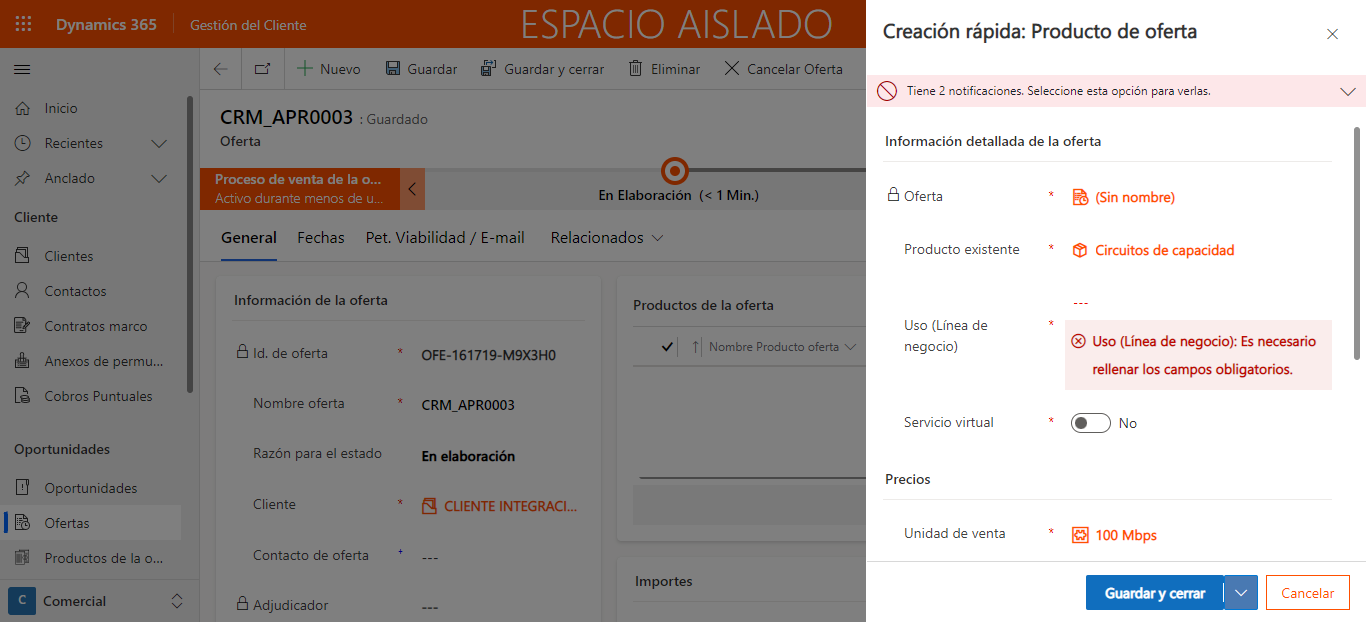 Dynamics 365
Gestión del Cliente
ESPACIO AISLADO
Nuevo
Guardar
Guardar y cerrar
Eliminar
Cancelar Oferta
Inicio
Recientes
Anclado
Cliente
Clientes
Contactos
Contratos marco
Anexos de permu...
Cobros Puntuales
Oportunidades
Oportunidades
Ofertas
Productos de la o...
C
Comercial
CRM_APR0003 : Guardado
Oferta
Proceso de venta de la o...
Activo durante menos de u...
En Elaboración (< 1 Min.)
General
Fechas
Pet. Viabilidad / E-mail
Relacionados
Información de la oferta
Id. de oferta * OFE-161719-M9X3H0
Nombre oferta * CRM_APR0003
Razón para el estado En elaboración
Cliente * CLIENTE INTEGRACI...
Contacto de oferta + ---
Adjudicador ---
Productos de la oferta
Nombre Producto oferta
Importes
Creación rápida: Producto de oferta
Tiene 2 notificaciones. Seleccione esta opción para verlas.
Información detallada de la oferta
Oferta * (Sin nombre)
Producto existente * Circuitos de capacidad
---
Uso (Línea de
negocio) *
Uso (Línea de negocio): Es necesario
rellenar los campos obligatorios.
Servicio virtual * No
Precios
Unidad de venta * 100 Mbps
Guardar y cerrar
Cancelar